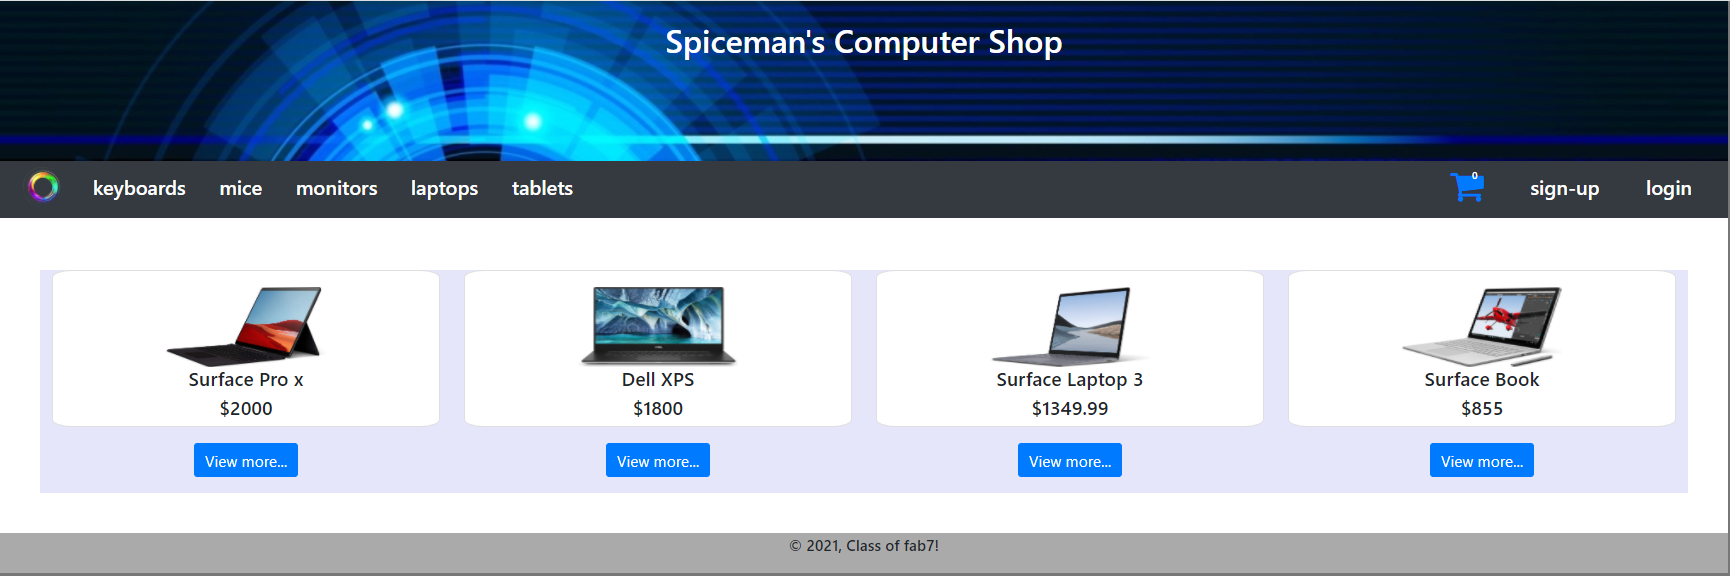 Spiceman's Computer Shop
keyboards mice monitors laptops tablets 0 sign-up login
Surface Pro x Dell XPS Surface Laptop 3 Surface Book
$2000 $1800 $1349.99 $855
View more... View more... View more... View more...
© 2021, Class of fab7!